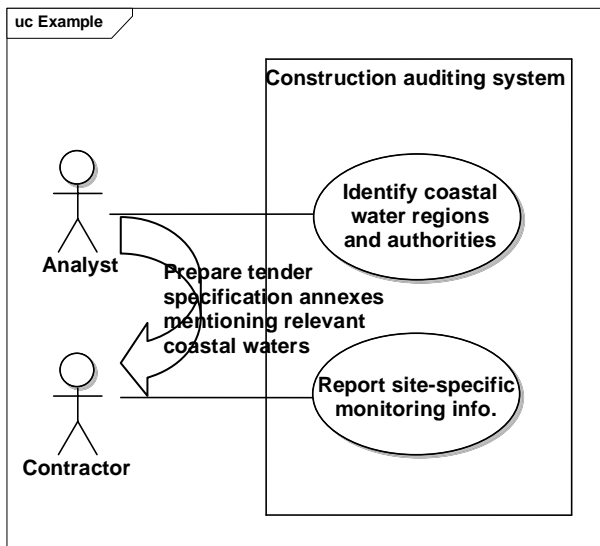 uc Example
Construction auditing system
Identify coastal
water regions
and authorities
Analyst
Prepare tender
specification annexes
mentioning relevant
coastal waters
Report site-specific
monitoring info.
Contractor